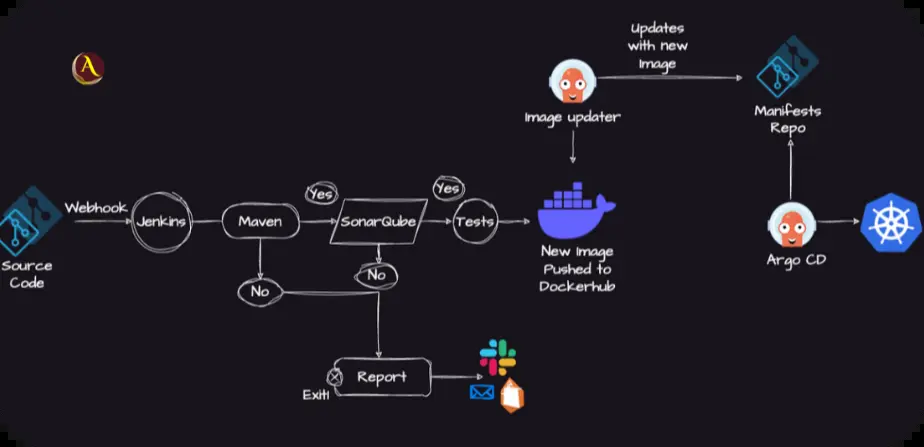 A
Updates
with new
Image
Image updater
Manifests
Repo
Webhook
Jenkins
Maven
Yes
SonarQube
Yes
Tests
Source
Code
No
No
New Image
Pushed to
Dockerhub
Argo CD
Report
Exit!